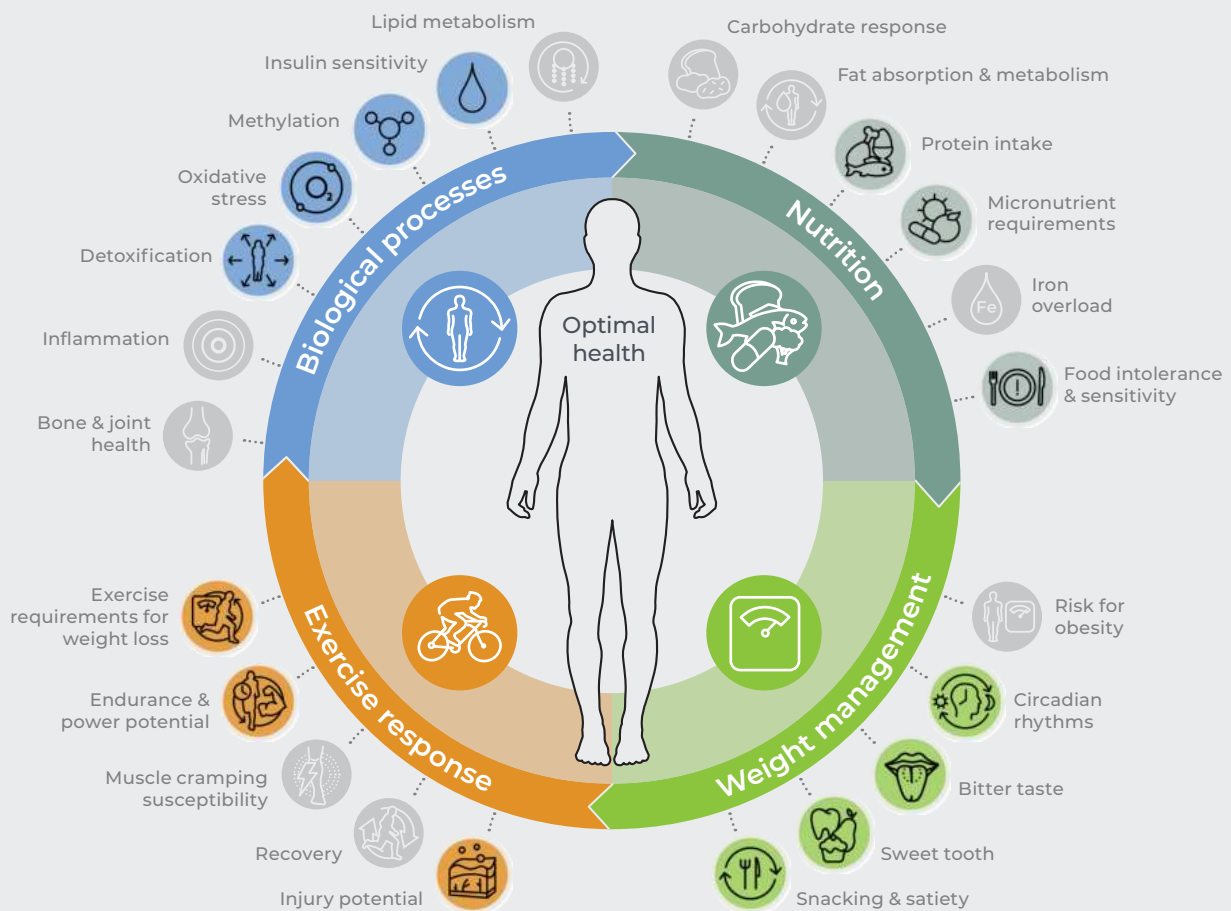 Lipid metabolism
Insulin sensitivity
Methylation
Oxidative
stress
Detoxification
Inflammation
Bone & joint
health
Biological processes
Carbohydrate response
Fat absorption & metabolism
Protein intake
Micronutrient
requirements
Iron
overload
Fe
Food intolerance
& sensitivity
Nutrition
O₂
Optimal
health
Exercise
requirements for
weight loss
Endurance &
power potential
Muscle cramping
susceptibility
Recovery
Injury potential
Exercise response
Risk for
obesity
Circadian
rhythms
Bitter taste
Sweet tooth
Snacking & satiety
Weight management